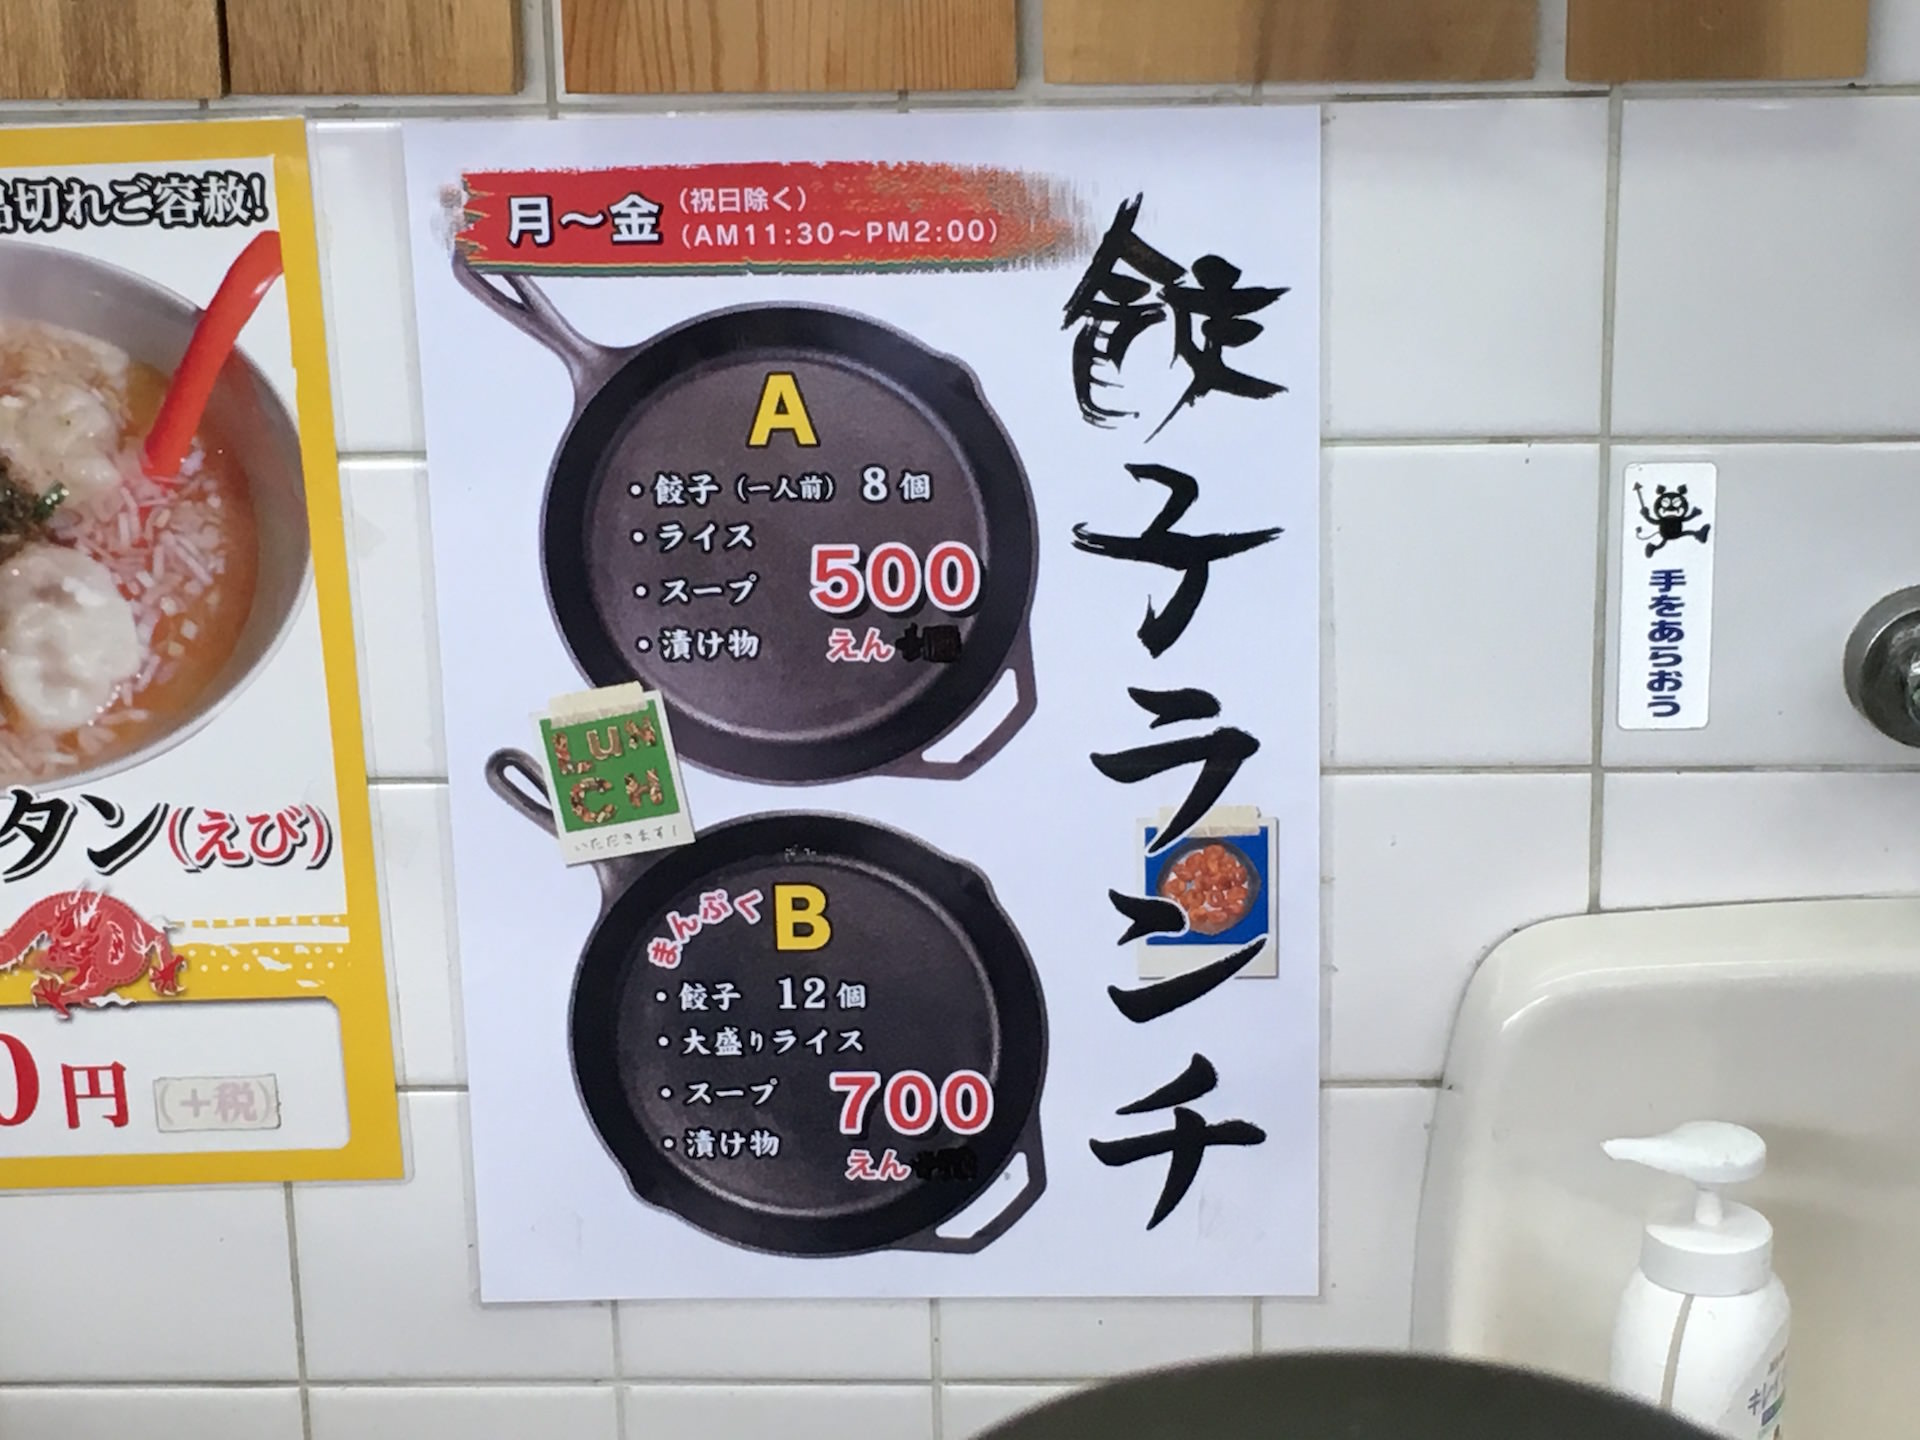 切れご容赦!
タン(えび)
0円
(+税)
月～金
(祝日除く)
(AM11:30～PM2:00)
餃子ランチ
A
・餃子(一人前) 8個
・ライス
・スープ
・漬け物
500
えん
LUNCH
いただきます!
まんぷく
B
・餃子 12個
・大盛りライス
・スープ
・漬け物
700
えん
手をあらおう